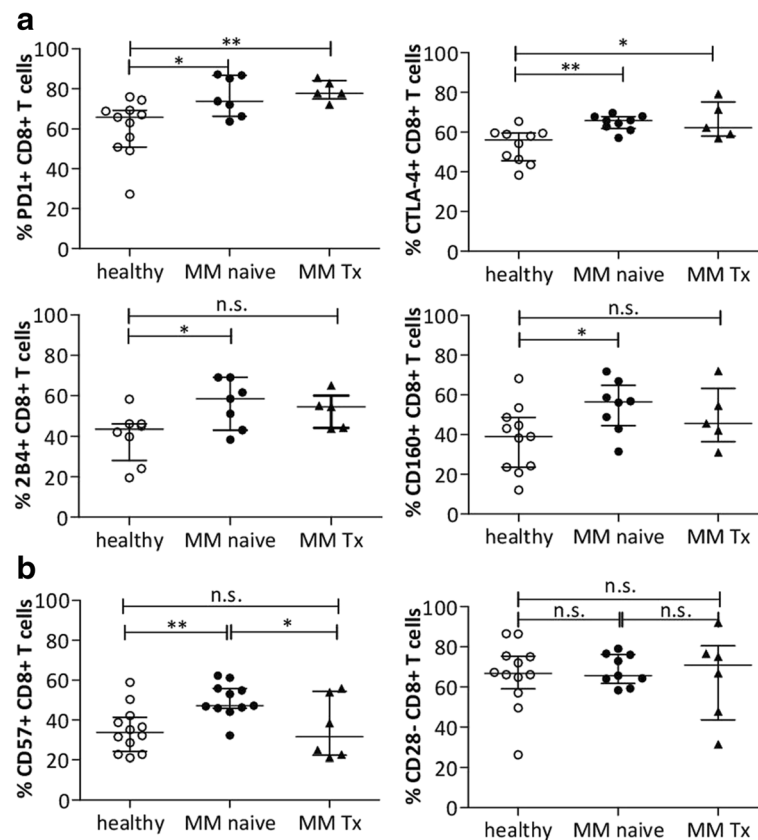 a
% PD1+ CD8+ T cells
100
80
60
40
20
0
**
*
healthy MM naive MM Tx
% CTLA-4+ CD8+ T cells
100
80
60
40
20
0
*
**
healthy MM naive MM Tx
% 2B4+ CD8+ T cells
100
80
60
40
20
0
n.s.
*
healthy MM naive MM Tx
% CD160+ CD8+ T cells
100
80
60
40
20
0
n.s.
*
healthy MM naive MM Tx
b
% CD57+ CD8+ T cells
100
80
60
40
20
0
n.s.
** *
healthy MM naive MM Tx
% CD28- CD8+ T cells
100
80
60
40
20
0
n.s.
n.s. n.s.
healthy MM naive MM Tx